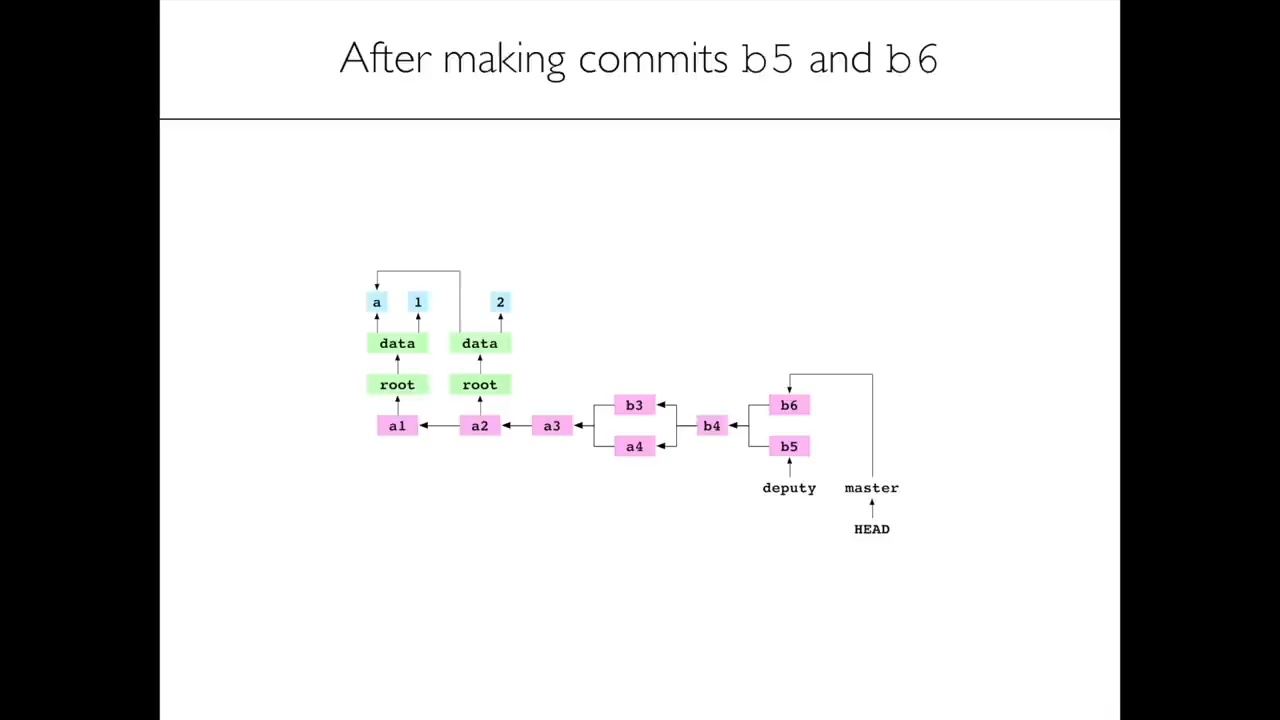 After making commits b5 and b6
a 1 2
data data
root root
b3 b6
a1 a2 a3 b4
a4 b5
deputy master
HEAD